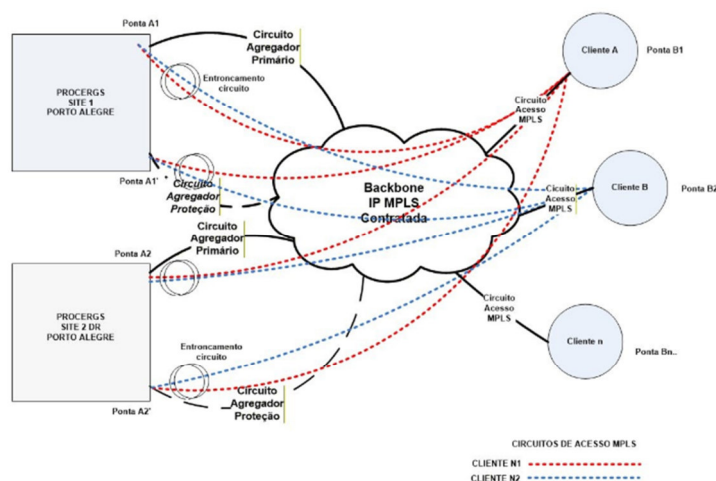 Ponta A1
Circuito
Agregador
Primário
Cliente A
Ponta B1
Entroncamento
circuito
PROCERGS
SITE 1
PORTO ALEGRE
Circuito
Acesso
MPLS
Ponta A1'
Circuito
Agregador
Proteção
Backbone
IP MPLS
Contratada
Circuito
Acesso
MPLS
Cliente B
Ponta B2
Circuito
Agregador
Primário
Ponta A2
PROCERGS
SITE 2 DR
PORTO ALEGRE
Circuito
Acesso
MPLS
Cliente n
Ponta Bn..
Entroncamento
circuito
Circuito
Agregador
Proteção
Ponta A2'
CIRCUITOS DE ACESSO MPLS
CLIENTE N1
CLIENTE N2